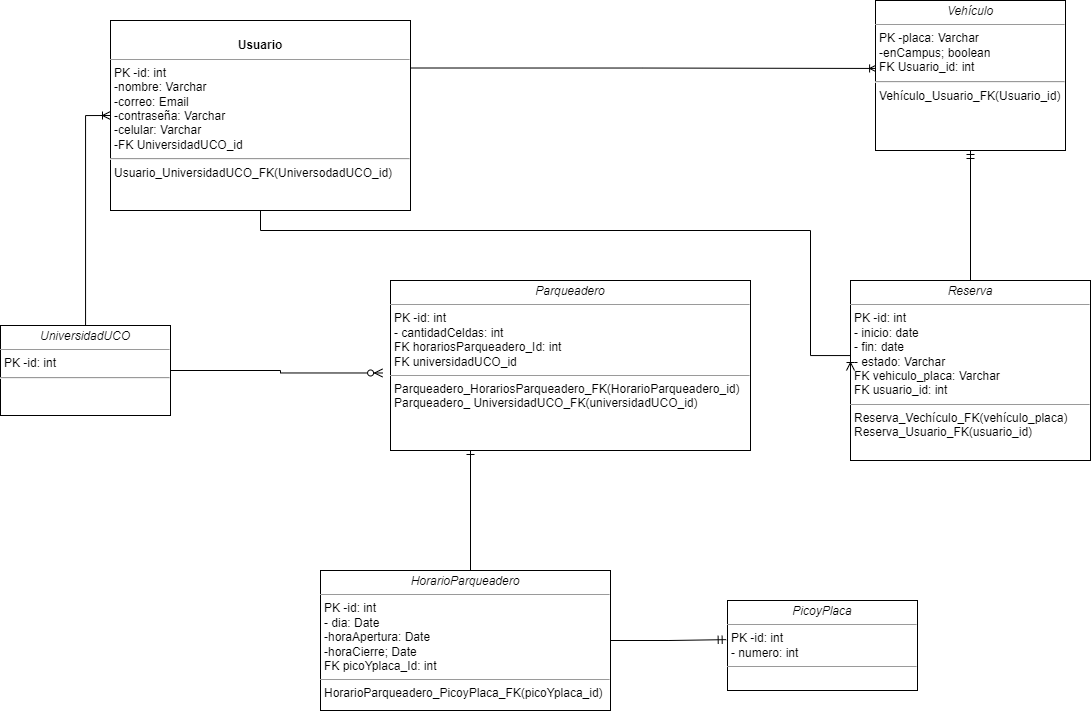 Vehículo
PK -placa: Varchar
-enCampus; boolean
FK Usuario_id: int
Vehículo_Usuario_FK(Usuario_id)
Usuario
PK -id: int
-nombre: Varchar
-correo: Email
-contraseña: Varchar
-celular: Varchar
-FK UniversidadUCO_id
Usuario_UniversidadUCO_FK(UniversodadUCO_id)
UniversidadUCO
PK -id: int
Parqueadero
PK -id: int
- cantidadCeldas: int
FK horariosParqueadero_Id: int
FK universidadUCO_id
Parqueadero_HorariosParqueadero_FK(HorarioParqueadero_id)
Parqueadero_ UniversidadUCO_FK(universidadUCO_id)
Reserva
PK -id: int
- inicio: date
- fin: date
- estado: Varchar
FK vehiculo_placa: Varchar
FK usuario_id: int
Reserva_Vechículo_FK(vehículo_placa)
Reserva_Usuario_FK(usuario_id)
HorarioParqueadero
PK -id: int
- dia: Date
-horaApertura: Date
-horaCierre; Date
FK picoYplaca_Id: int
HorarioParqueadero_PicoyPlaca_FK(picoYplaca_id)
PicoyPlaca
PK -id: int
- numero: int